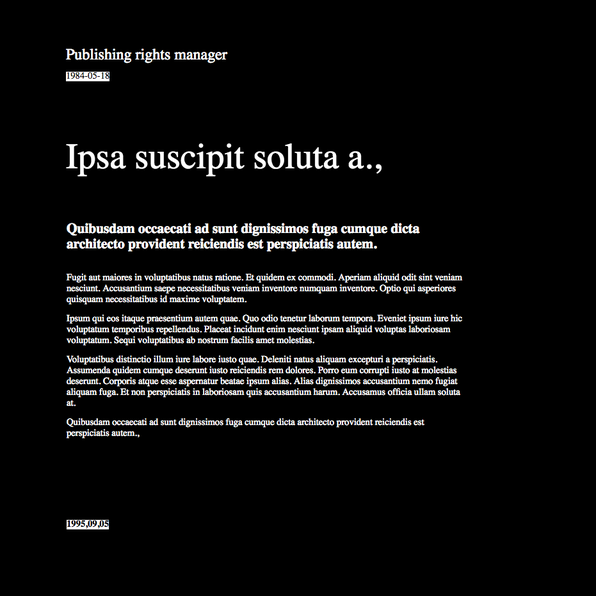 Publishing rights manager
1984-05-18
Ipsa suscipit soluta a.,
Quibusdam occaecati ad sunt dignissimos fuga cumque dicta
architecto provident reiciendis est perspiciatis autem.
Fugit aut maiores in voluptatibus natus ratione. Et quidem ex commodi. Aperiam aliquid odit sint veniam
nesciunt. Accusantium saepe necessitatibus veniam inventore numquam inventore. Optio qui asperiores
quisquam necessitatibus id maxime voluptatem.
Ipsum qui eos itaque praesentium autem quae. Quo odio tenetur laborum tempora. Eveniet ipsum iure hic
voluptatum temporibus repellendus. Placeat incidunt enim nesciunt ipsam aliquid voluptas laboriosam
voluptatum. Sequi voluptatibus ab nostrum facilis amet molestias.
Voluptatibus distinctio illum iure labore iusto quae. Deleniti natus aliquam excepturi a perspiciatis.
Assumenda quidem cumque deserunt iusto reiciendis rem dolores. Porro eum corrupti iusto at molestias
deserunt. Corporis atque esse aspernatur beatae ipsum alias. Alias dignissimos accusantium nemo fugiat
aliquam fuga. Et non perspiciatis in laboriosam quis accusantium harum. Accusamus officia ullam soluta
at.
Quibusdam occaecati ad sunt dignissimos fuga cumque dicta architecto provident reiciendis est
perspiciatis autem.,
1995,09,05